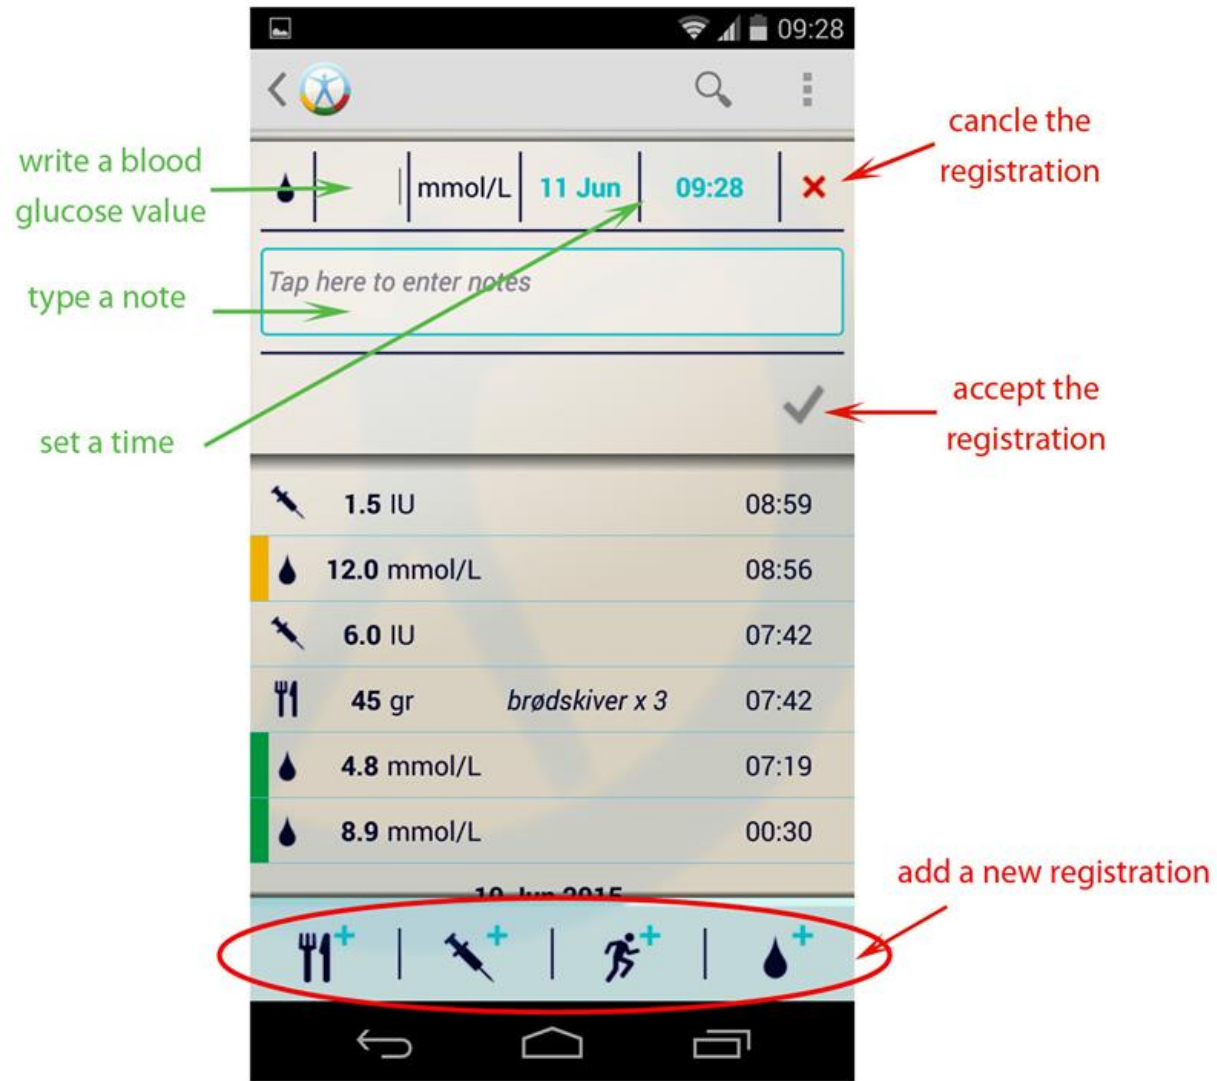 09:28
cancle the
registration
write a blood
glucose value
mmol/L 11 Jun 09:28
Tap here to enter notes
type a note
accept the
registration
set a time
1.5 IU 08:59
12.0 mmol/L 08:56
6.0 IU 07:42
45 gr brødskiver x 3 07:42
4.8 mmol/L 07:19
8.9 mmol/L 00:30
10 Jun 2015
add a new registration